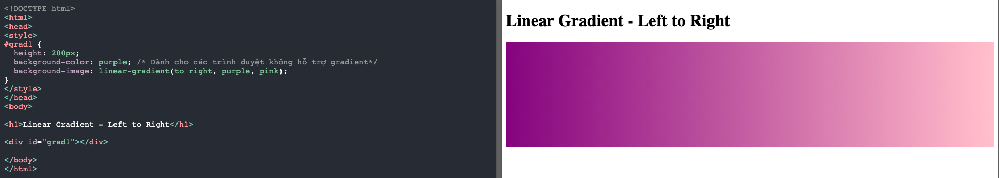 <!DOCTYPE html>
<html>
<head>
<style>
#grad1 {
  height: 200px;
  background-color: purple; /* Dành cho các trình duyệt không hỗ trợ gradient*/
  background-image: linear-gradient(to right, purple, pink);
}
</style>
</head>
<body>
<h1>Linear Gradient - Left to Right</h1>
<div id="grad1"></div>
</body>
</html>
Linear Gradient - Left to Right